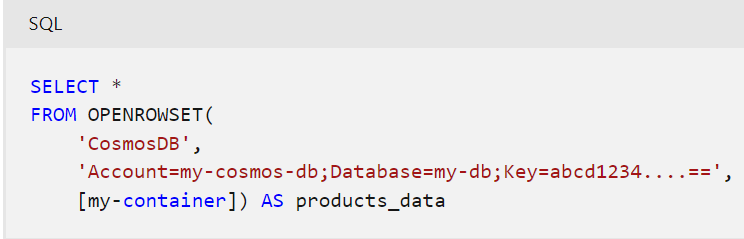 SQL
SELECT *
FROM OPENROWSET(
    'CosmosDB',
    'Account=my-cosmos-db;Database=my-db;Key=abcd1234....==',
    [my-container]) AS products_data